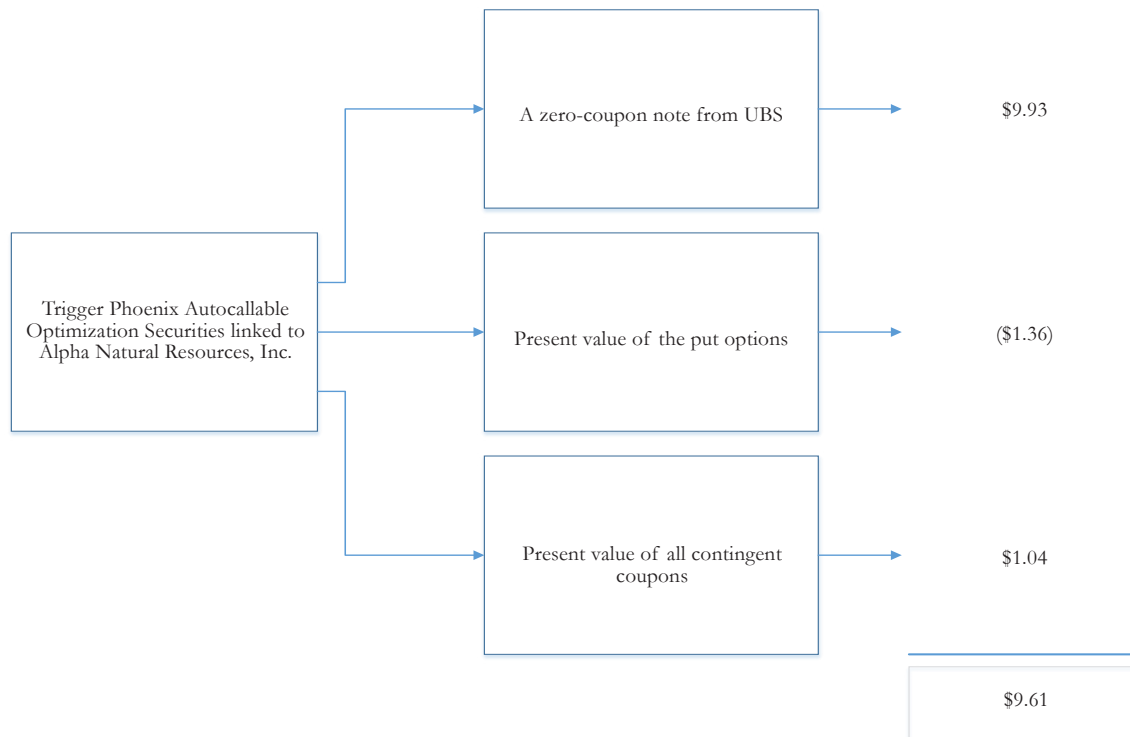 A zero-coupon note from UBS
$9.93
Trigger Phoenix Autocallable
Optimization Securities linked to
Alpha Natural Resources, Inc.
Present value of the put options
($1.36)
Present value of all contingent
coupons
$1.04
$9.61